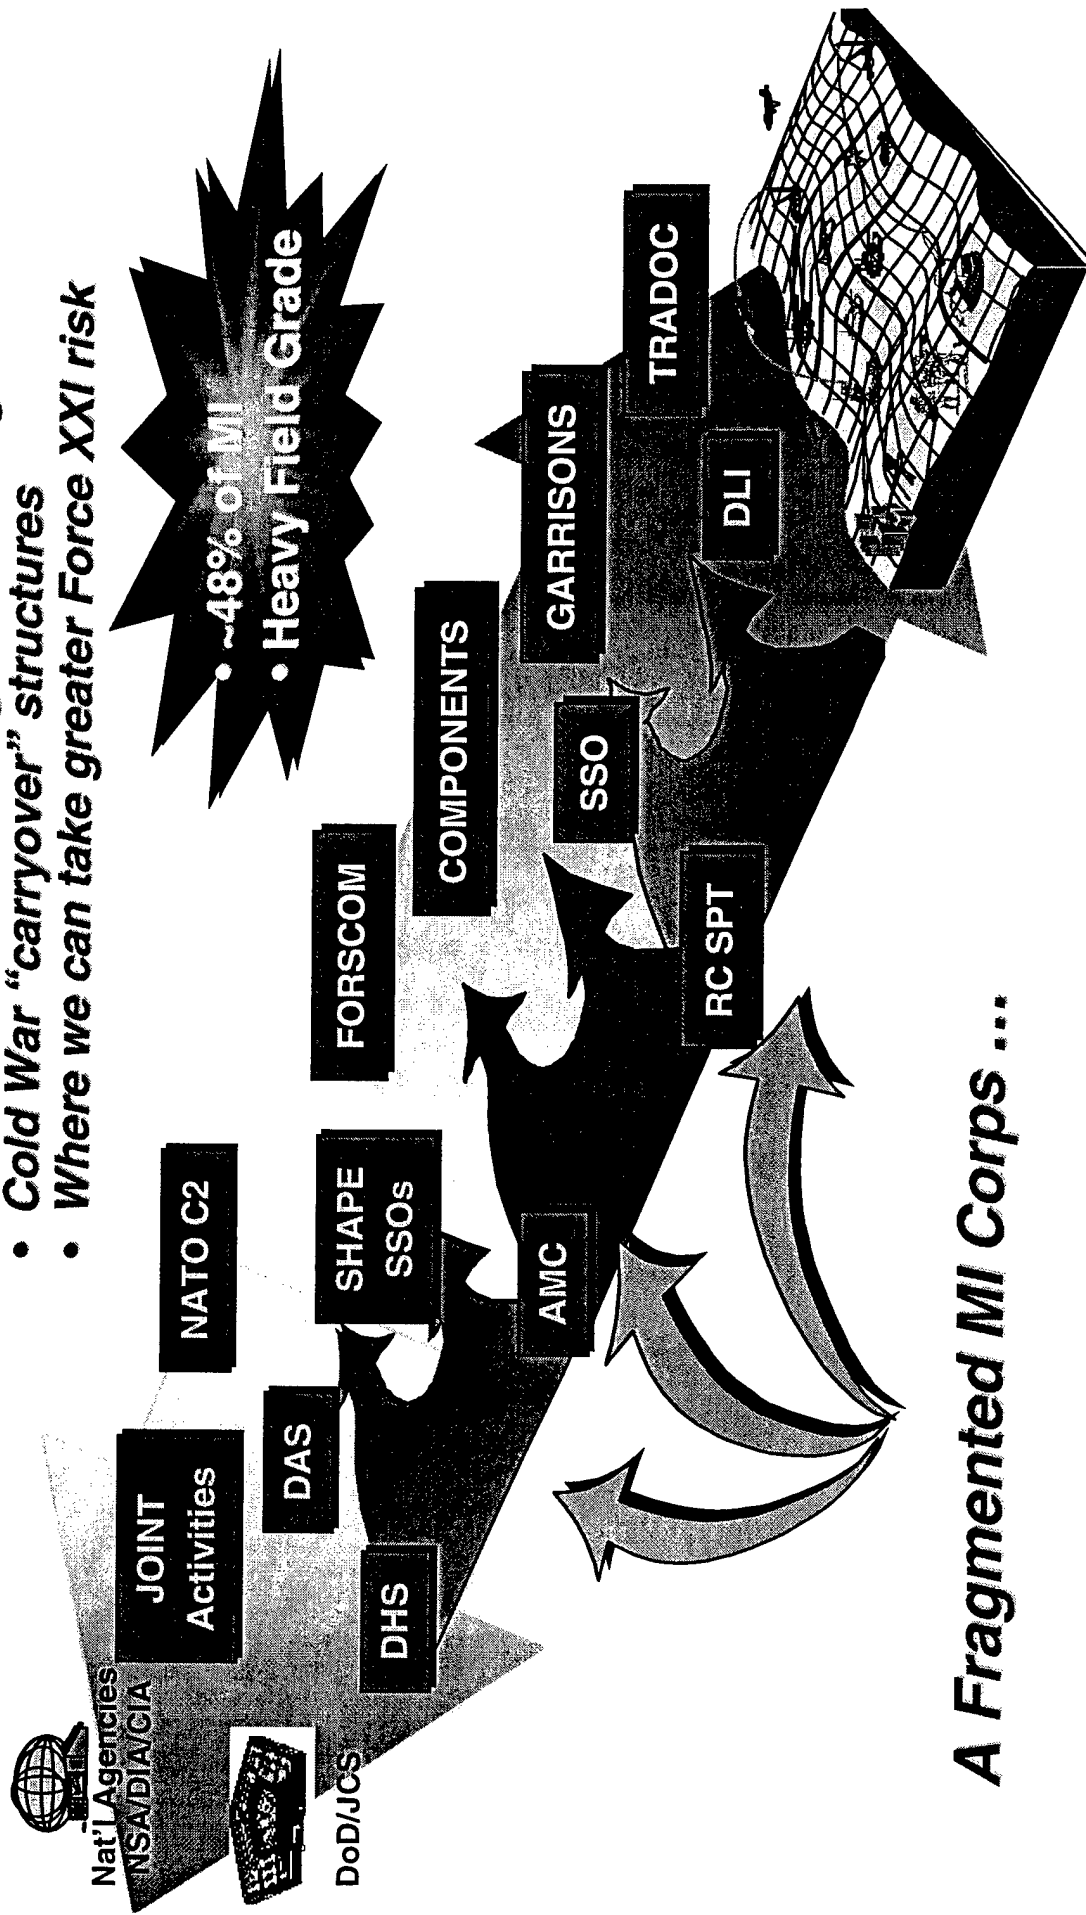 • Cold War "carryover" structures
• Where we can take greater Force XXI risk
• ~48% of MI
• Heavy Field Grade
Nat'l Agencies
NSA/DIA/CIA
DoD/JCS
JOINT
Activities
NATO C2
DAS
DHS
SHAPE
SSOs
FORSCOM
AMC
COMPONENTS
SSO
RC SPT
GARRISONS
TRADOC
DLI
A Fragmented MI Corps ...